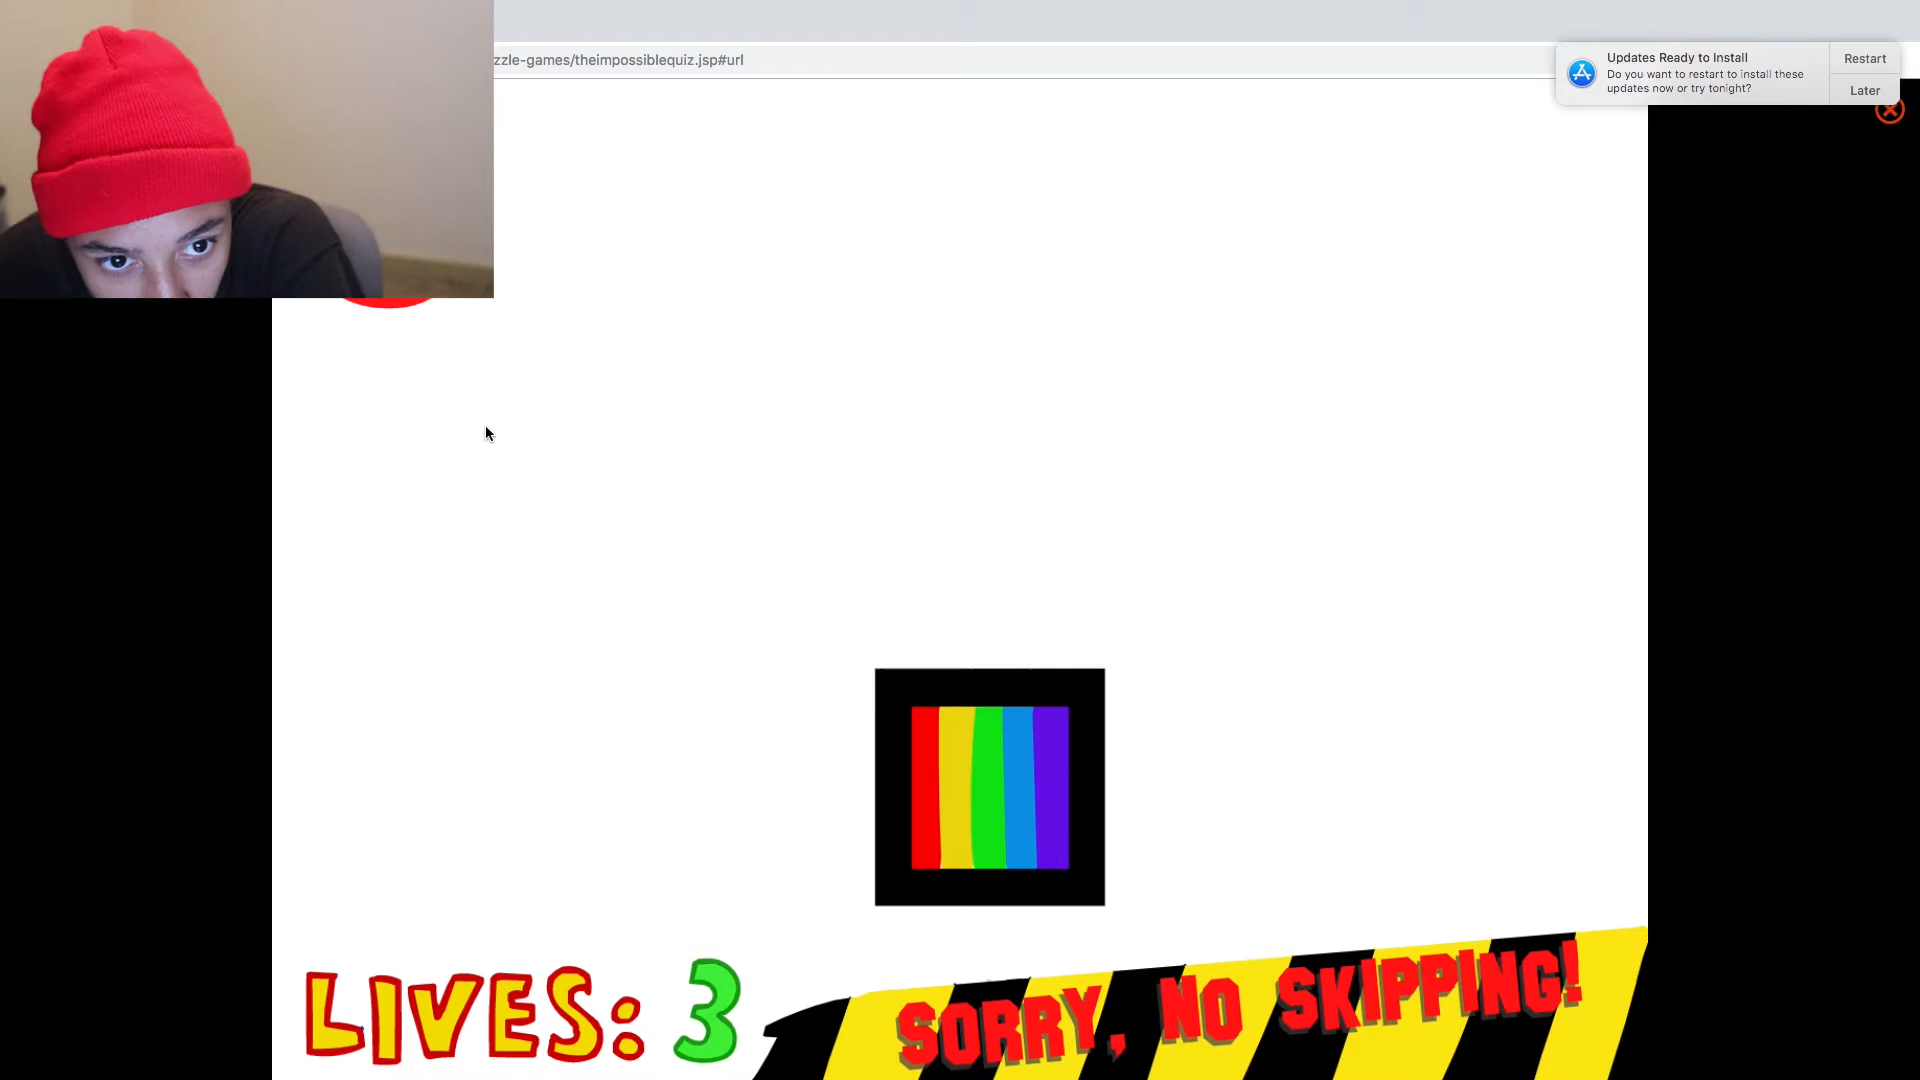 zzle-games/theimpossiblequiz.jsp#url
Updates Ready to Install
Do you want to restart to install these
updates now or try tonight?
Restart
Later
LIVES: 3
SORRY, NO SKIPPING!